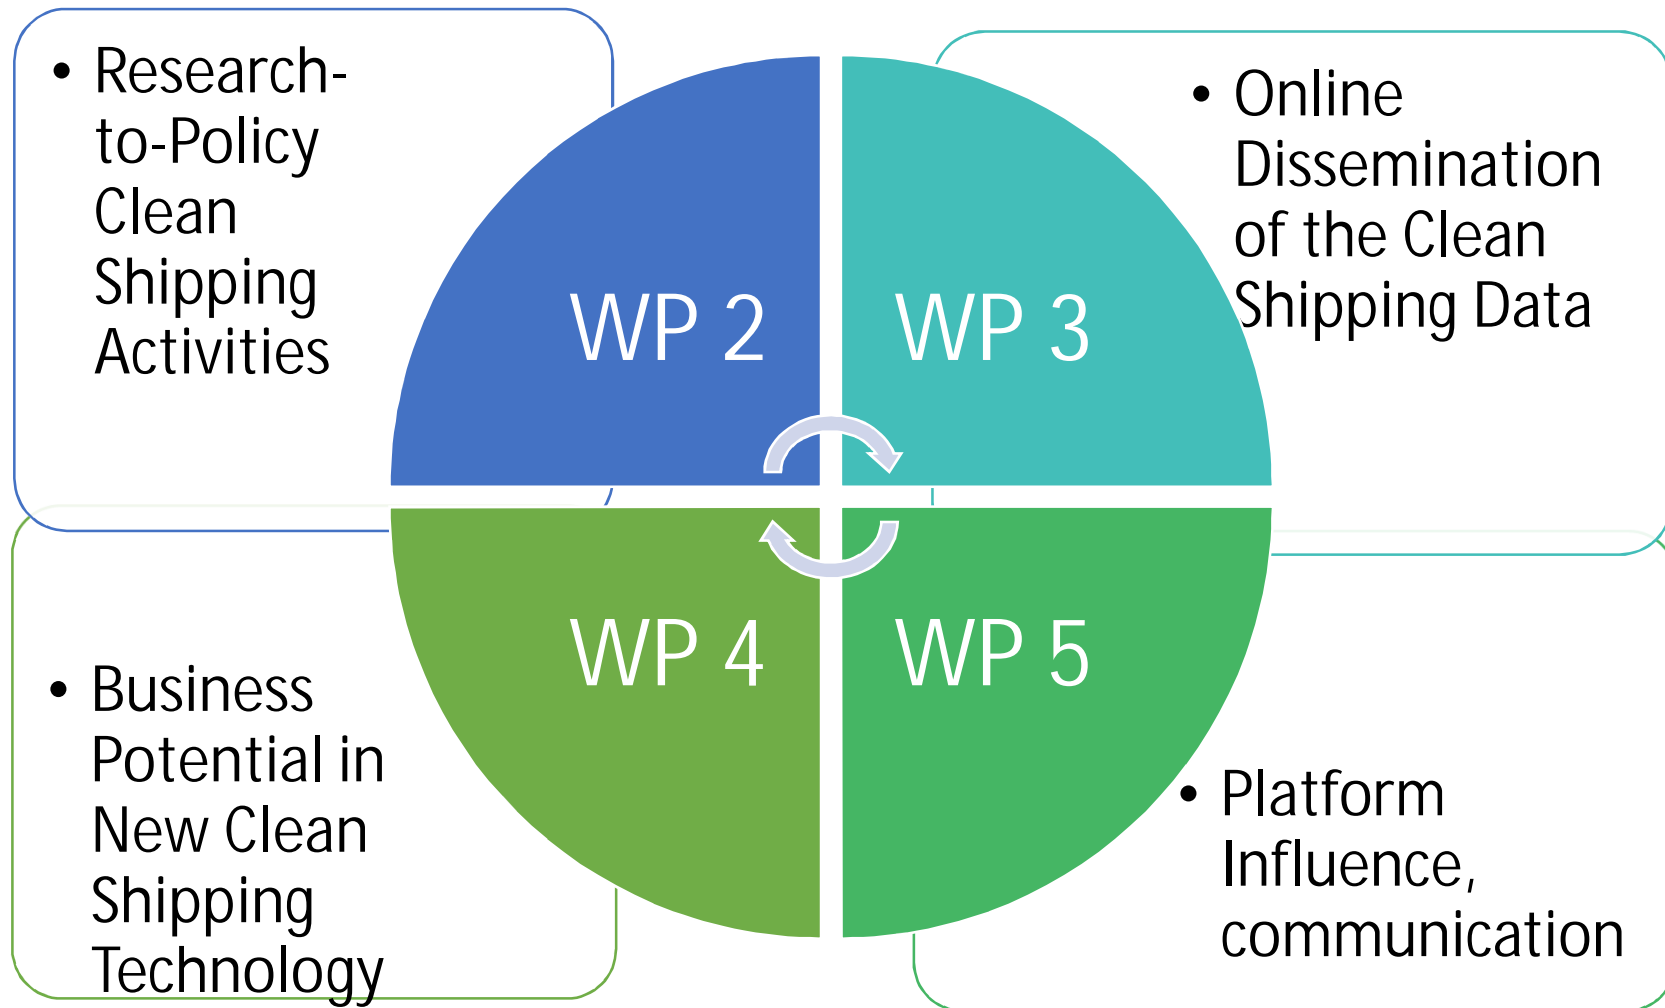 • Research-
to-Policy
Clean
Shipping
Activities
WP 2
WP 3
• Online
Dissemination
of the Clean
Shipping Data
• Business
Potential in
New Clean
Shipping
Technology
WP 4
WP 5
• Platform
Influence,
communication